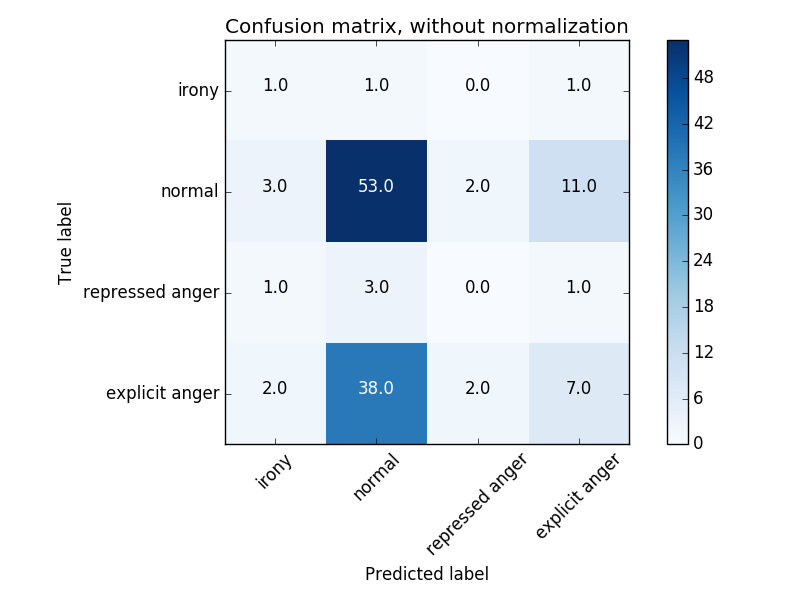 Confusion matrix, without normalization
True label
irony 1.0 1.0 0.0 1.0
normal 3.0 53.0 2.0 11.0
repressed anger 1.0 3.0 0.0 1.0
explicit anger 2.0 38.0 2.0 7.0
irony normal repressed anger explicit anger
Predicted label
48
42
36
30
24
18
12
6
0